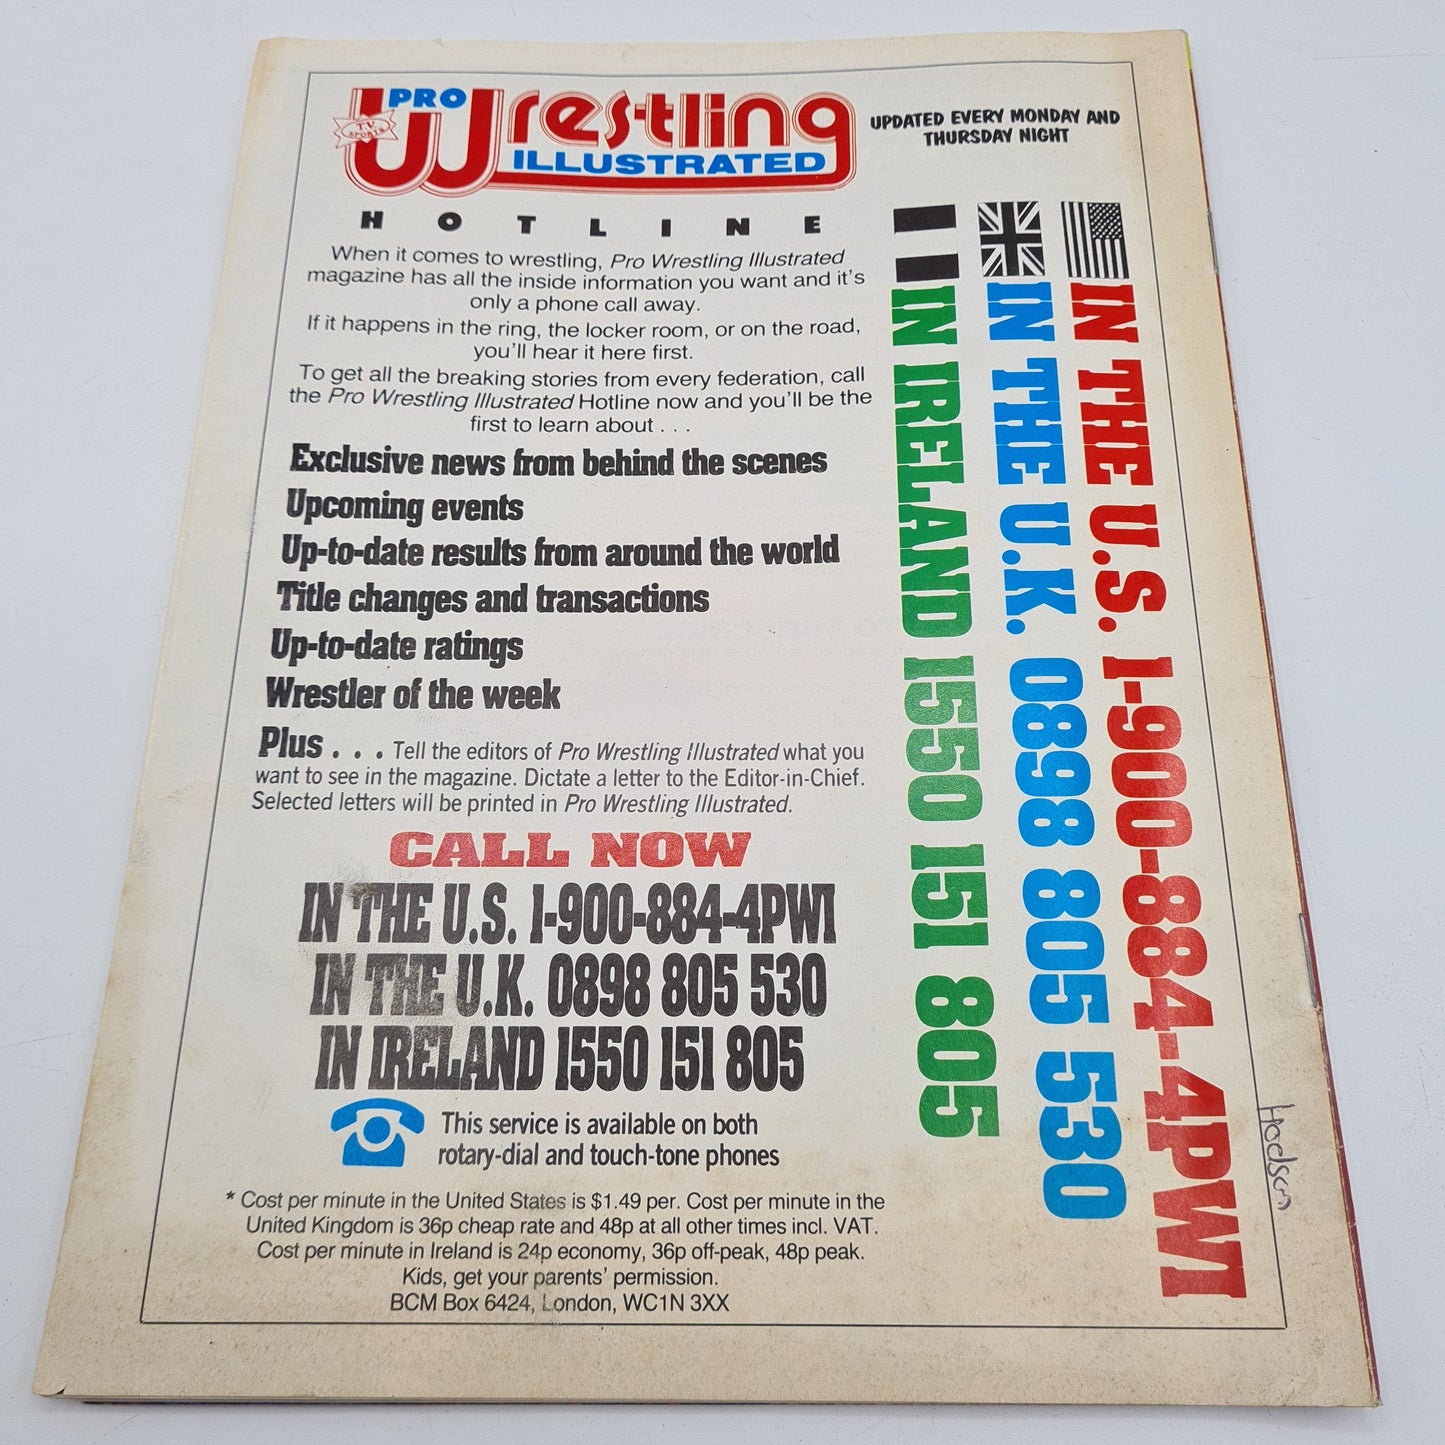 PRO
Wrestling
T.V. SPORTS
ILLUSTRATED
UPDATED EVERY MONDAY AND
THURSDAY NIGHT
HOTLINE
When it comes to wrestling, Pro Wrestling Illustrated
magazine has all the inside information you want and it's
only a phone call away.
If it happens in the ring, the locker room, or on the road,
you'll hear it here first.
To get all the breaking stories from every federation, call
the Pro Wrestling Illustrated Hotline now and you'll be the
first to learn about . . .
Exclusive news from behind the scenes
Upcoming events
Up-to-date results from around the world
Title changes and transactions
Up-to-date ratings
Wrestler of the week
Plus . . . Tell the editors of Pro Wrestling Illustrated what you
want to see in the magazine. Dictate a letter to the Editor-in-Chief.
Selected letters will be printed in Pro Wrestling Illustrated.
CALL NOW
IN THE U.S. 1-900-884-4PWI
IN THE U.K. 0898 805 530
IN IRELAND 1550 151 805
This service is available on both
rotary-dial and touch-tone phones
* Cost per minute in the United States is $1.49 per. Cost per minute in the
United Kingdom is 36p cheap rate and 48p at all other times incl. VAT.
Cost per minute in Ireland is 24p economy, 36p off-peak, 48p peak.
Kids, get your parents' permission.
BCM Box 6424, London, WC1N 3XX
IN THE U.S. 1-900-884-4PWI
IN THE U.K. 0898 805 530
IN IRELAND 1550 151 805
Hodson